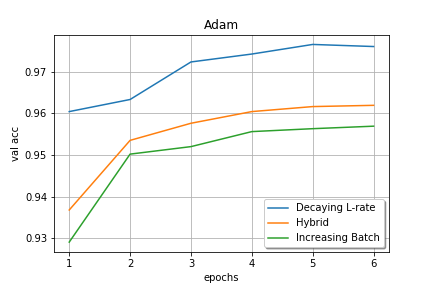 Adam
val acc
0.97
0.96
0.95
0.94
0.93
1 2 3 4 5 6
epochs
Decaying L-rate
Hybrid
Increasing Batch